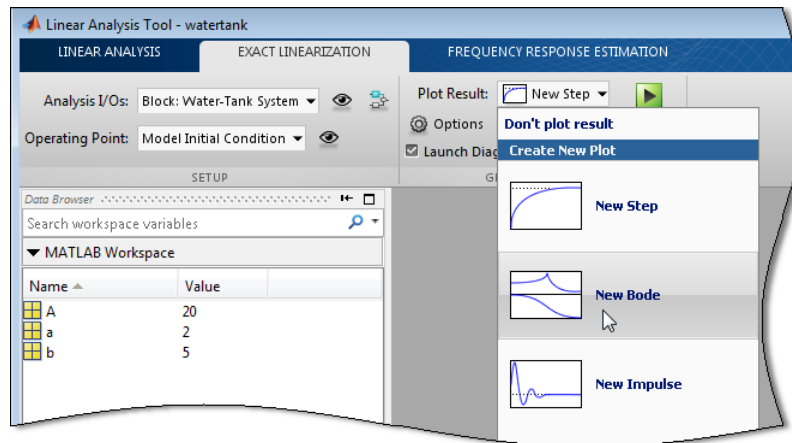 Linear Analysis Tool - watertank
LINEAR ANALYSIS EXACT LINEARIZATION FREQUENCY RESPONSE ESTIMATION
Analysis I/Os: Block: Water-Tank System
Operating Point: Model Initial Condition
SETUP
Plot Result: New Step
Options
Launch Diag
G
Don't plot result
Create New Plot
New Step
New Bode
New Impulse
Data Browser
Search workspace variables
MATLAB Workspace
Name Value
A 20
a 2
b 5